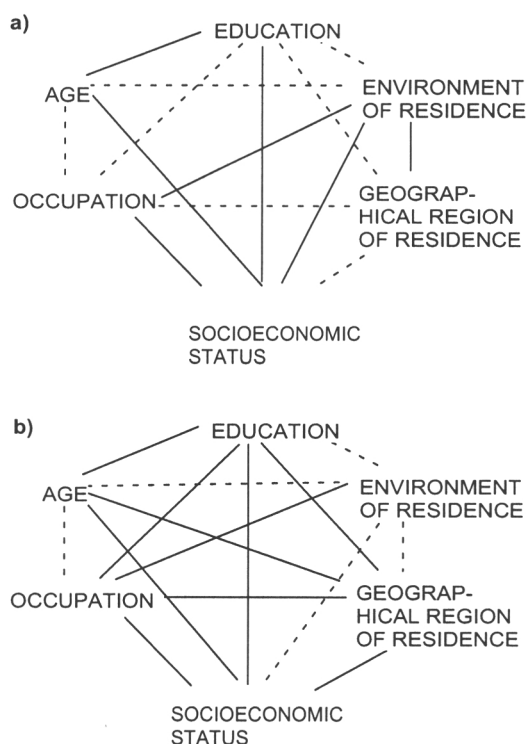 a)
EDUCATION
AGE
ENVIRONMENT
OF RESIDENCE
OCCUPATION
GEOGRAP-
HICAL REGION
OF RESIDENCE
SOCIOECONOMIC
STATUS
b)
EDUCATION
AGE
ENVIRONMENT
OF RESIDENCE
OCCUPATION
GEOGRAP-
HICAL REGION
OF RESIDENCE
SOCIOECONOMIC
STATUS